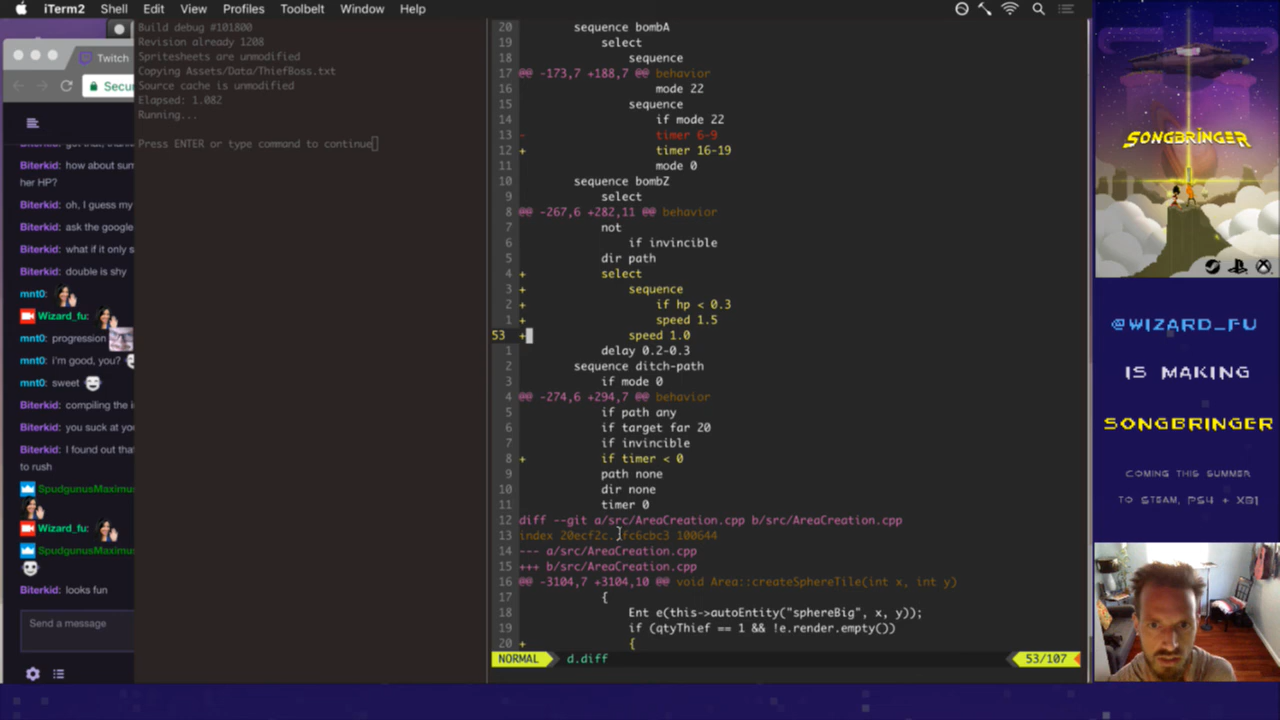 iTerm2 Shell Edit View Profiles Toolbelt Window Help
Twitch
Secu
Biterkid: got that,
Biterkid: how about
her HP?
Biterkid: oh, I guess my
Biterkid: ask the google
Biterkid: what if it only s
Biterkid: double is shy
mnt0:
Wizard_fu:
mnt0: progression
mnt0: i'm good, you?
mnt0: sweet
Biterkid: compiling the i
Biterkid: you suck at yo
Biterkid: I found out that
to rush
SpudgunusMaximus
Wizard_fu:
SpudgunusMaximus
Biterkid: looks fun
Send a message
Build debug #101800
Revision already 1208
Spritesheets are unmodified
Copying Assets/Data/ThiefBoss.txt
Source cache is unmodified
Elapsed: 1.082
Running...
Press ENTER or type command to continue
20 sequence bombA
19 select
18 sequence
17 @@ -173,7 +188,7 @@ behavior
16 mode 22
15 sequence
14 if mode 22
13 - timer 6-9
12 + timer 16-19
11 mode 0
10 sequence bombZ
9 select
8 @@ -267,6 +282,11 @@ behavior
7 not
6 if invincible
5 dir path
4 + select
3 + sequence
2 + if hp < 0.3
1 + speed 1.5
53 + speed 1.0
1 delay 0.2-0.3
2 sequence ditch-path
3 if mode 0
4 @@ -274,6 +294,7 @@ behavior
5 if path any
6 if target far 20
7 if invincible
8 + if timer < 0
9 path none
10 dir none
11 timer 0
12 diff --git a/src/AreaCreation.cpp b/src/AreaCreation.cpp
13 index 20ecf2c..fc6cbc3 100644
14 --- a/src/AreaCreation.cpp
15 +++ b/src/AreaCreation.cpp
16 @@ -3104,7 +3104,10 @@ void Area::createSphereTile(int x, int y)
17 {
18 Ent e(this->autoEntity("sphereBig", x, y));
19 if (qtyThief == 1 && !e.render.empty())
20 + {
NORMAL d.diff 53/107
SONGBRINGER
@WIZARD_FU
IS MAKING
SONGBRINGER
COMING THIS SUMMER
TO STEAM, PS4 + XB1